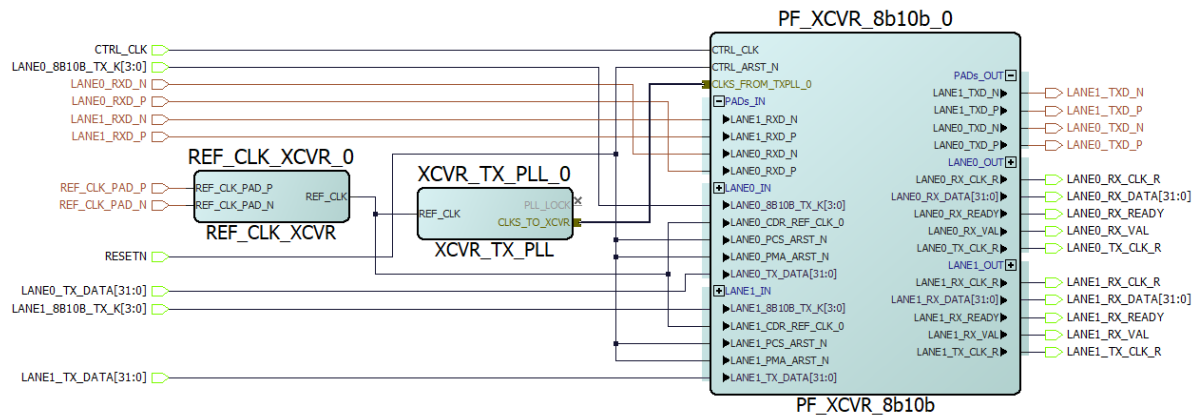 PF_XCVR_8b10b_0
CTRL_CLK
LANE0_8B10B_TX_K[3:0]
LANE0_RXD_N
LANE0_RXD_P
LANE1_RXD_N
LANE1_RXD_P
REF_CLK_PAD_P
REF_CLK_PAD_N
RESETN
LANE0_TX_DATA[31:0]
LANE1_8B10B_TX_K[3:0]
LANE1_TX_DATA[31:0]
REF_CLK_XCVR_0
REF_CLK_PAD_P
REF_CLK_PAD_N
REF_CLK
REF_CLK_XCVR
XCVR_TX_PLL_0
REF_CLK
PLL_LOCK
CLKS_TO_XCVR
XCVR_TX_PLL
CTRL_CLK
CTRL_ARST_N
CLKS_FROM_TXPLL_0
PADs_IN
LANE1_RXD_N
LANE1_RXD_P
LANE0_RXD_N
LANE0_RXD_P
LANE0_IN
LANE0_8B10B_TX_K[3:0]
LANE0_CDR_REF_CLK_0
LANE0_PCS_ARST_N
LANE0_PMA_ARST_N
LANE0_TX_DATA[31:0]
LANE1_IN
LANE1_8B10B_TX_K[3:0]
LANE1_CDR_REF_CLK_0
LANE1_PCS_ARST_N
LANE1_PMA_ARST_N
LANE1_TX_DATA[31:0]
PADs_OUT
LANE1_TXD_N
LANE1_TXD_P
LANE0_TXD_N
LANE0_TXD_P
LANE0_OUT
LANE0_RX_CLK_R
LANE0_RX_DATA[31:0]
LANE0_RX_READY
LANE0_RX_VAL
LANE0_TX_CLK_R
LANE1_OUT
LANE1_RX_CLK_R
LANE1_RX_DATA[31:0]
LANE1_RX_READY
LANE1_RX_VAL
LANE1_TX_CLK_R
PF_XCVR_8b10b
LANE1_TXD_N
LANE1_TXD_P
LANE0_TXD_N
LANE0_TXD_P
LANE0_RX_CLK_R
LANE0_RX_DATA[31:0]
LANE0_RX_READY
LANE0_RX_VAL
LANE0_TX_CLK_R
LANE1_RX_CLK_R
LANE1_RX_DATA[31:0]
LANE1_RX_READY
LANE1_RX_VAL
LANE1_TX_CLK_R